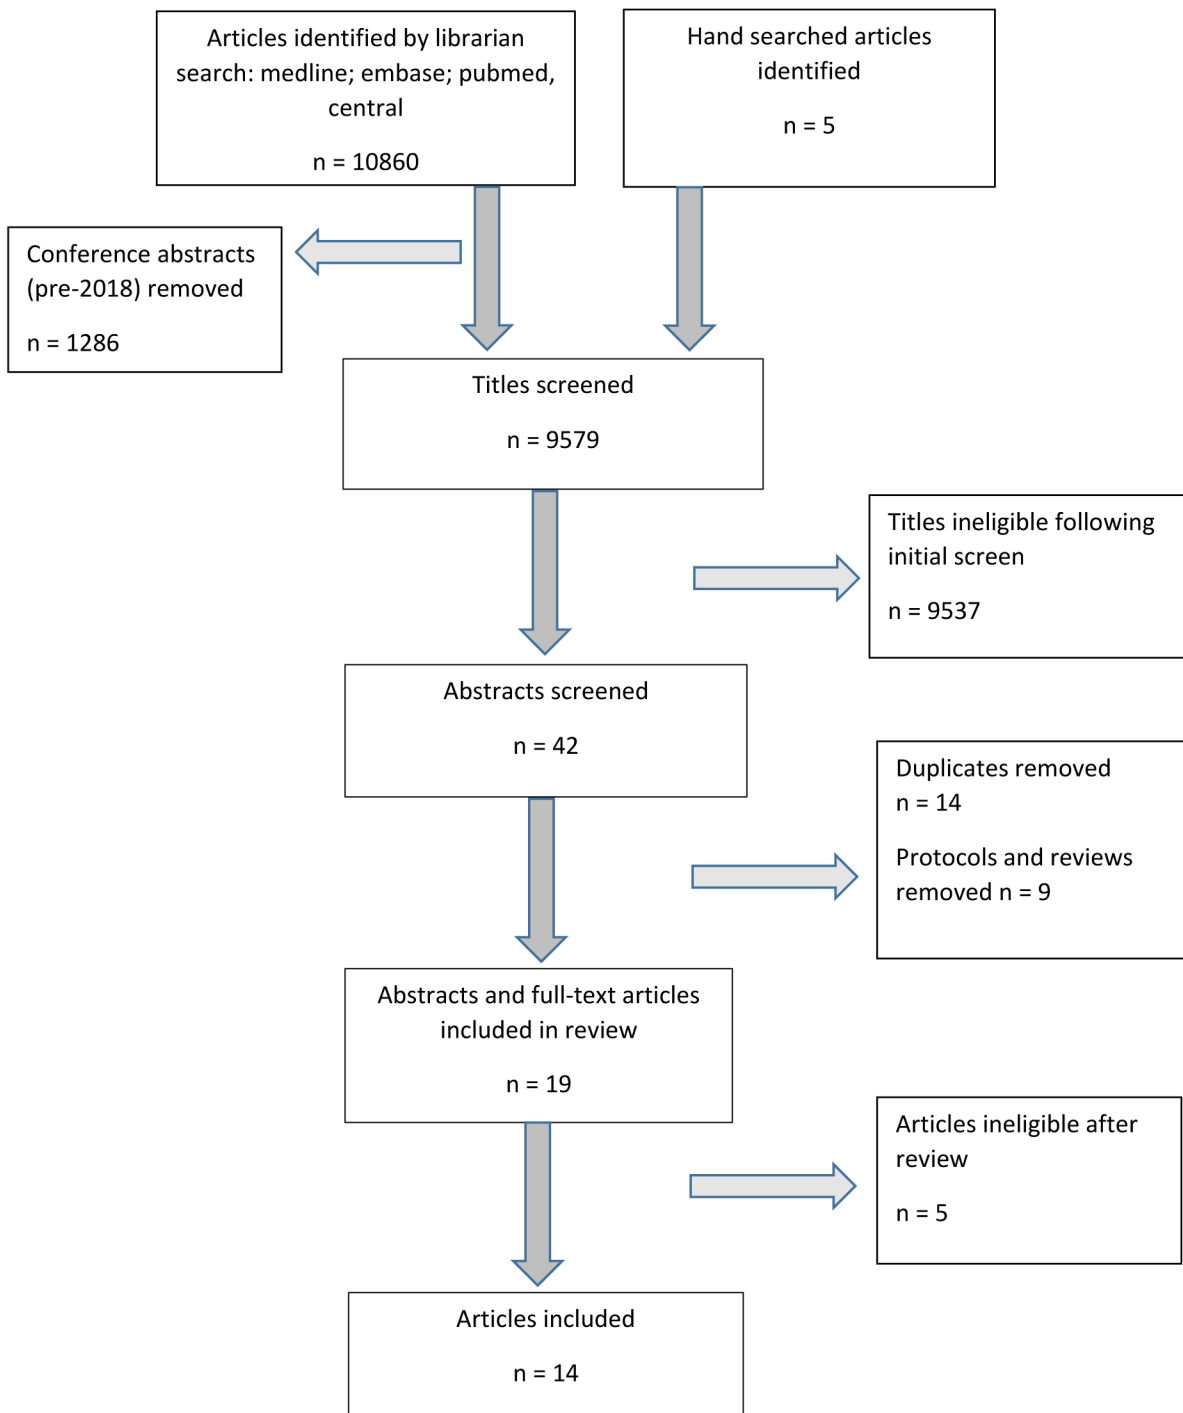 Articles identified by librarian
search: medline; embase; pubmed,
central
n = 10860
Hand searched articles
identified
n = 5
Conference abstracts
(pre-2018) removed
n = 1286
Titles screened
n = 9579
Titles ineligible following
initial screen
n = 9537
Abstracts screened
n = 42
Duplicates removed
n = 14
Protocols and reviews
removed n = 9
Abstracts and full-text articles
included in review
n = 19
Articles ineligible after
review
n = 5
Articles included
n = 14